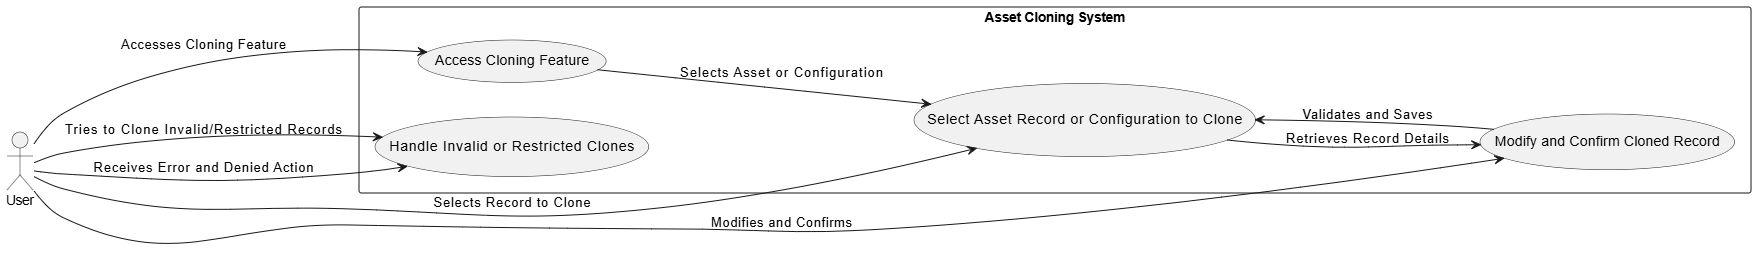 Asset Cloning System
Accesses Cloning Feature
Access Cloning Feature
Selects Asset or Configuration
Select Asset Record or Configuration to Clone
Validates and Saves
Retrieves Record Details
Modify and Confirm Cloned Record
Tries to Clone Invalid/Restricted Records
Handle Invalid or Restricted Clones
Receives Error and Denied Action
User
Selects Record to Clone
Modifies and Confirms